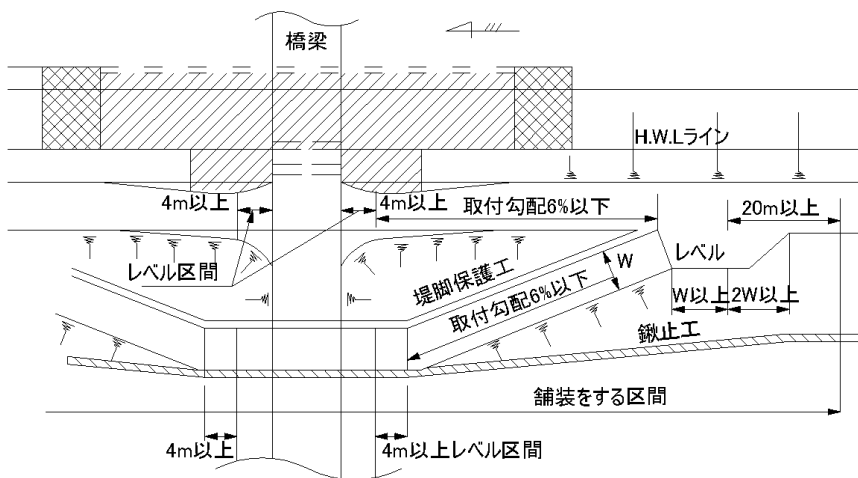 橋梁
H.W.Lライン
4m以上
4m以上
取付勾配6%以下
20m以上
レベル区間
堤脚保護工
W
レベル
取付勾配6%以下
W以上
2W以上
鍬止工
舗装をする区間
4m以上
4m以上レベル区間